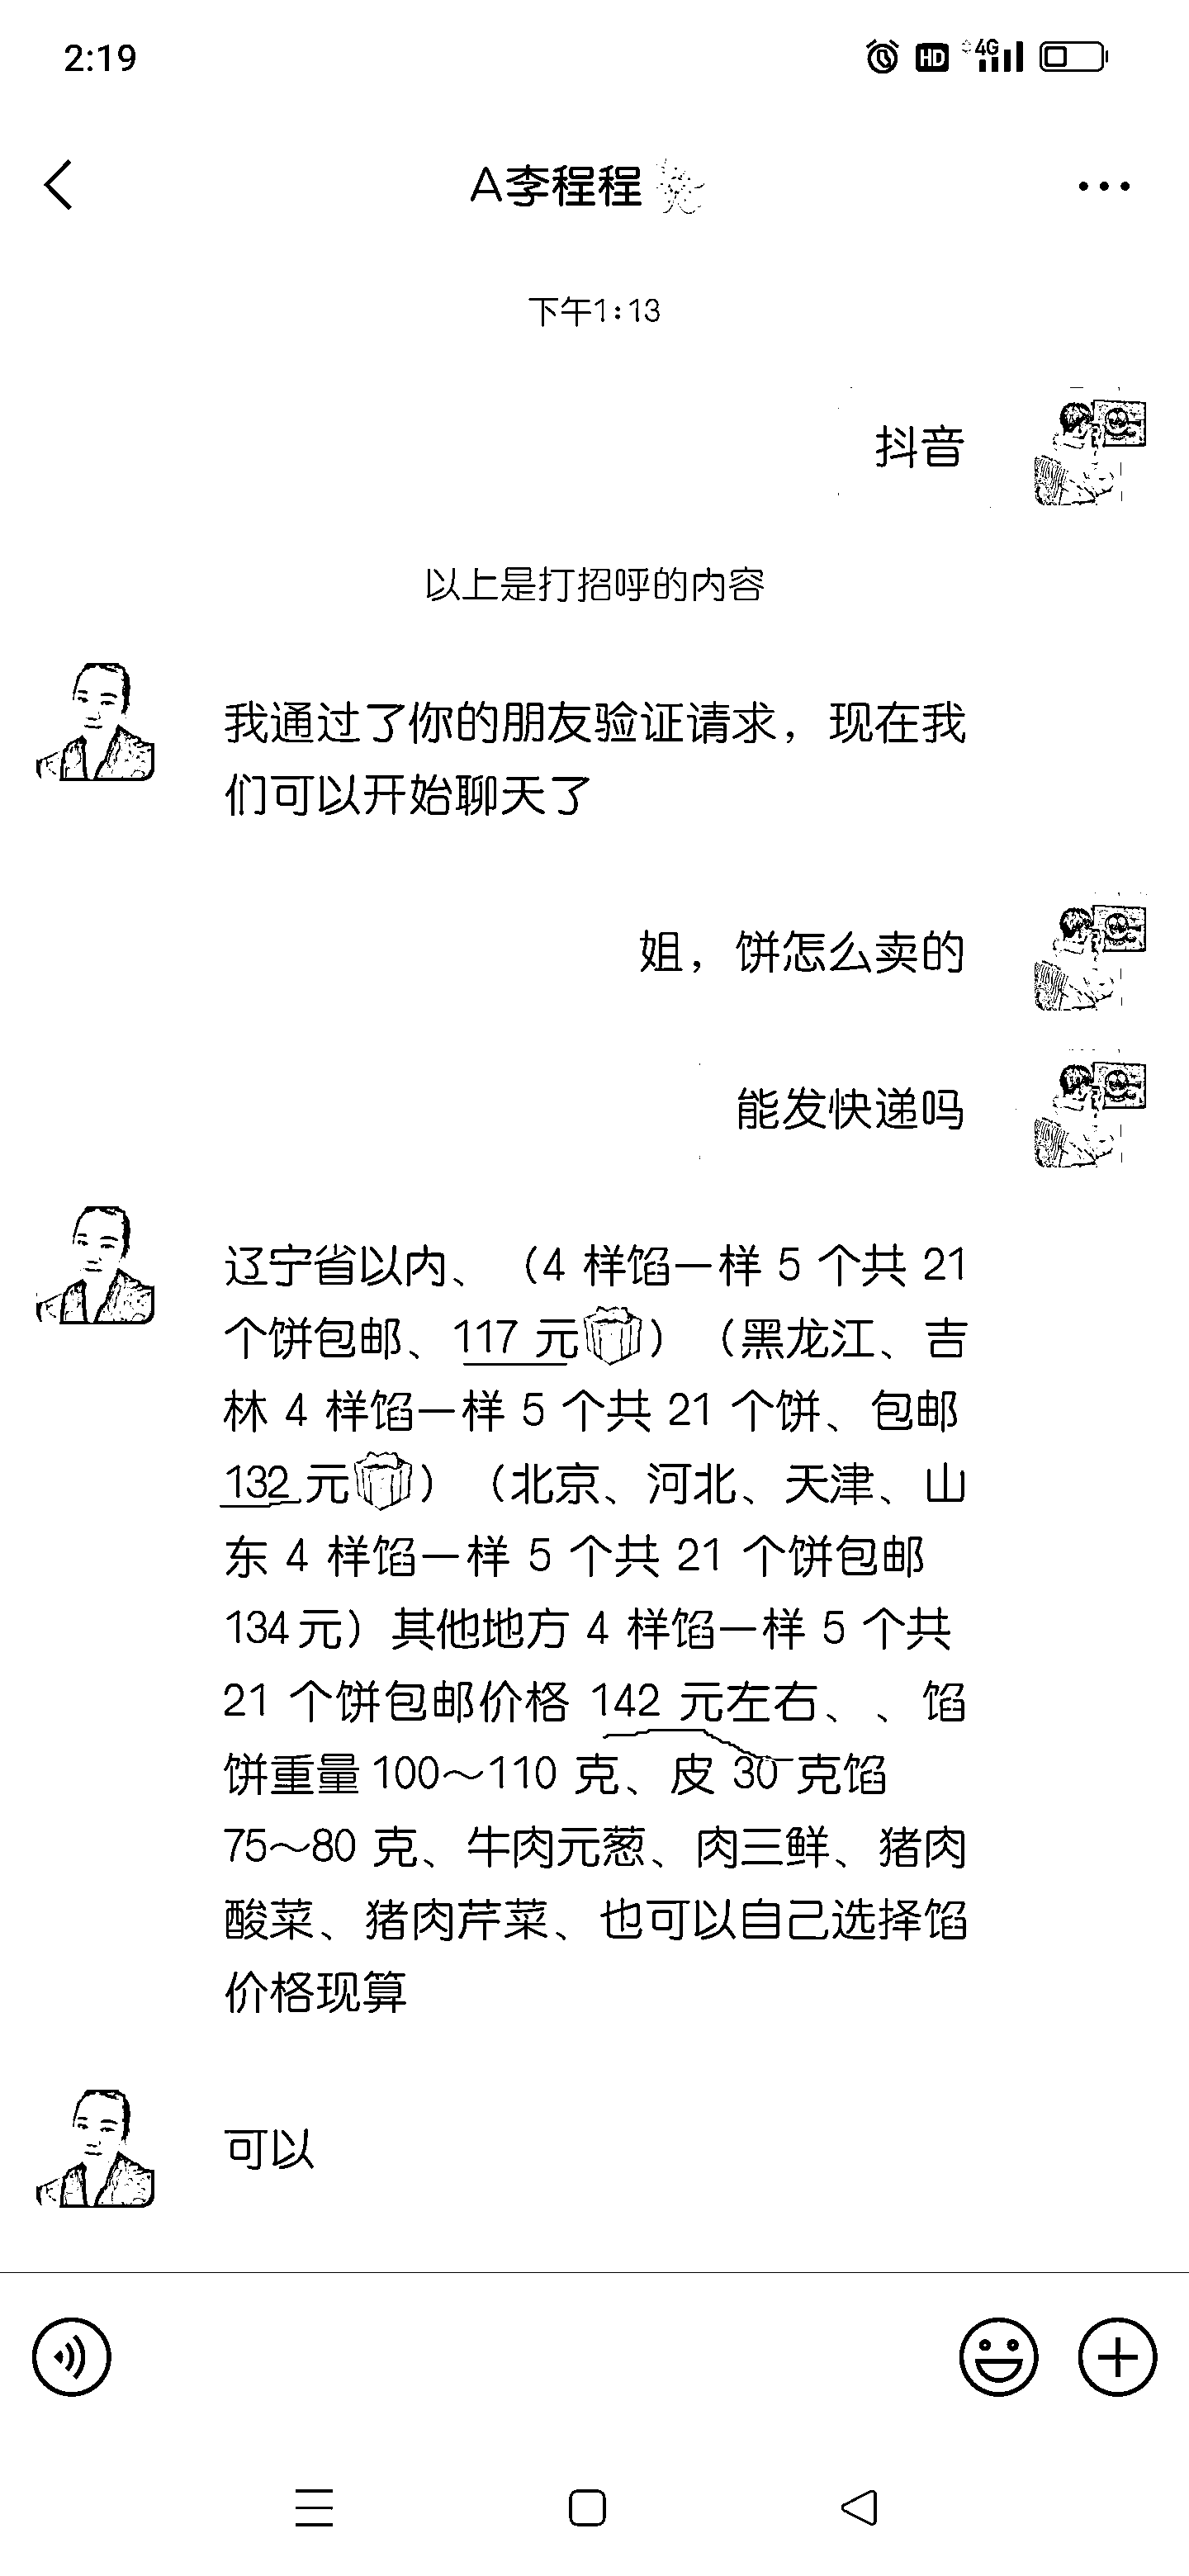 2:19
HD 4G
A李程程
下午1:13
抖音
以上是打招呼的内容
我通过了你的朋友验证请求，现在我
们可以开始聊天了
姐，饼怎么卖的
能发快递吗
辽宁省以内、（4 样馅一样 5 个共 21
个饼包邮、117 元）（黑龙江、吉
林 4 样馅一样 5 个共 21 个饼、包邮
132 元）（北京、河北、天津、山
东 4 样馅一样 5 个共 21 个饼包邮
134元）其他地方 4 样馅一样 5 个共
21 个饼包邮价格 142 元左右、、馅
饼重量100～110 克、皮 30 克馅
75～80 克、牛肉元葱、肉三鲜、猪肉
酸菜、猪肉芹菜、也可以自己选择馅
价格现算
可以